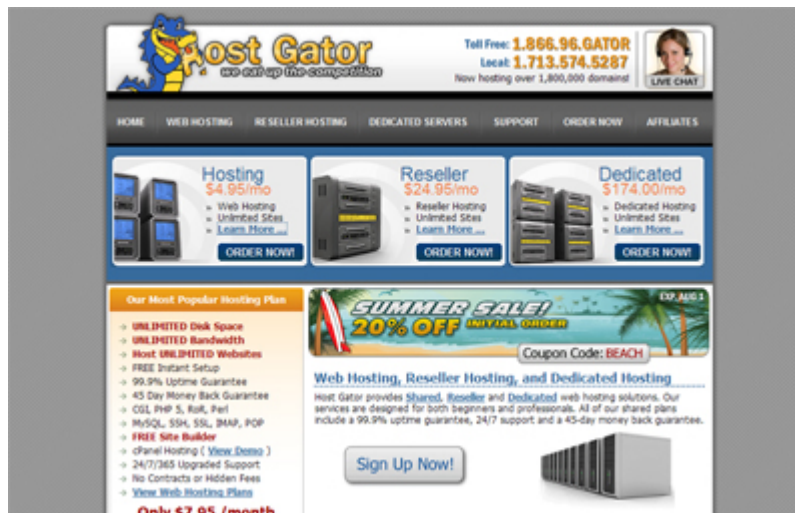 Host Gator
we eat up the competition
Toll Free: 1.866.96.GATOR
Local: 1.713.574.5287
Now hosting over 1,800,000 domains!
LIVE CHAT
HOME WEB HOSTING RESELLER HOSTING DEDICATED SERVERS SUPPORT ORDER NOW AFFILIATES
Hosting
$4.95/mo
» Web Hosting
» Unlimited Sites
» Learn More ...
ORDER NOW!
Reseller
$24.95/mo
» Reseller Hosting
» Unlimited Sites
» Learn More ...
ORDER NOW!
Dedicated
$174.00/mo
» Dedicated Hosting
» Unlimited Sites
» Learn More ...
ORDER NOW!
Our Most Popular Hosting Plan
UNLIMITED Disk Space
UNLIMITED Bandwidth
Host UNLIMITED Websites
FREE Instant Setup
99.9% Uptime Guarantee
45 Day Money Back Guarantee
CGI, PHP 5, RoR, Perl
MySQL, SSH, SSL, IMAP, POP
FREE Site Builder
cPanel Hosting ( View Demo )
24/7/365 Upgraded Support
No Contracts or Hidden Fees
View Web Hosting Plans
Only $7.95 /month
EXP. AUG 1
SUMMER SALE!
20% OFF INITIAL ORDER
Coupon Code: BEACH
Web Hosting, Reseller Hosting, and Dedicated Hosting
Host Gator provides Shared, Reseller and Dedicated web hosting solutions. Our
services are designed for both beginners and professionals. All of our shared plans
include a 99.9% uptime guarantee, 24/7 support and a 45-day money back guarantee.
Sign Up Now!